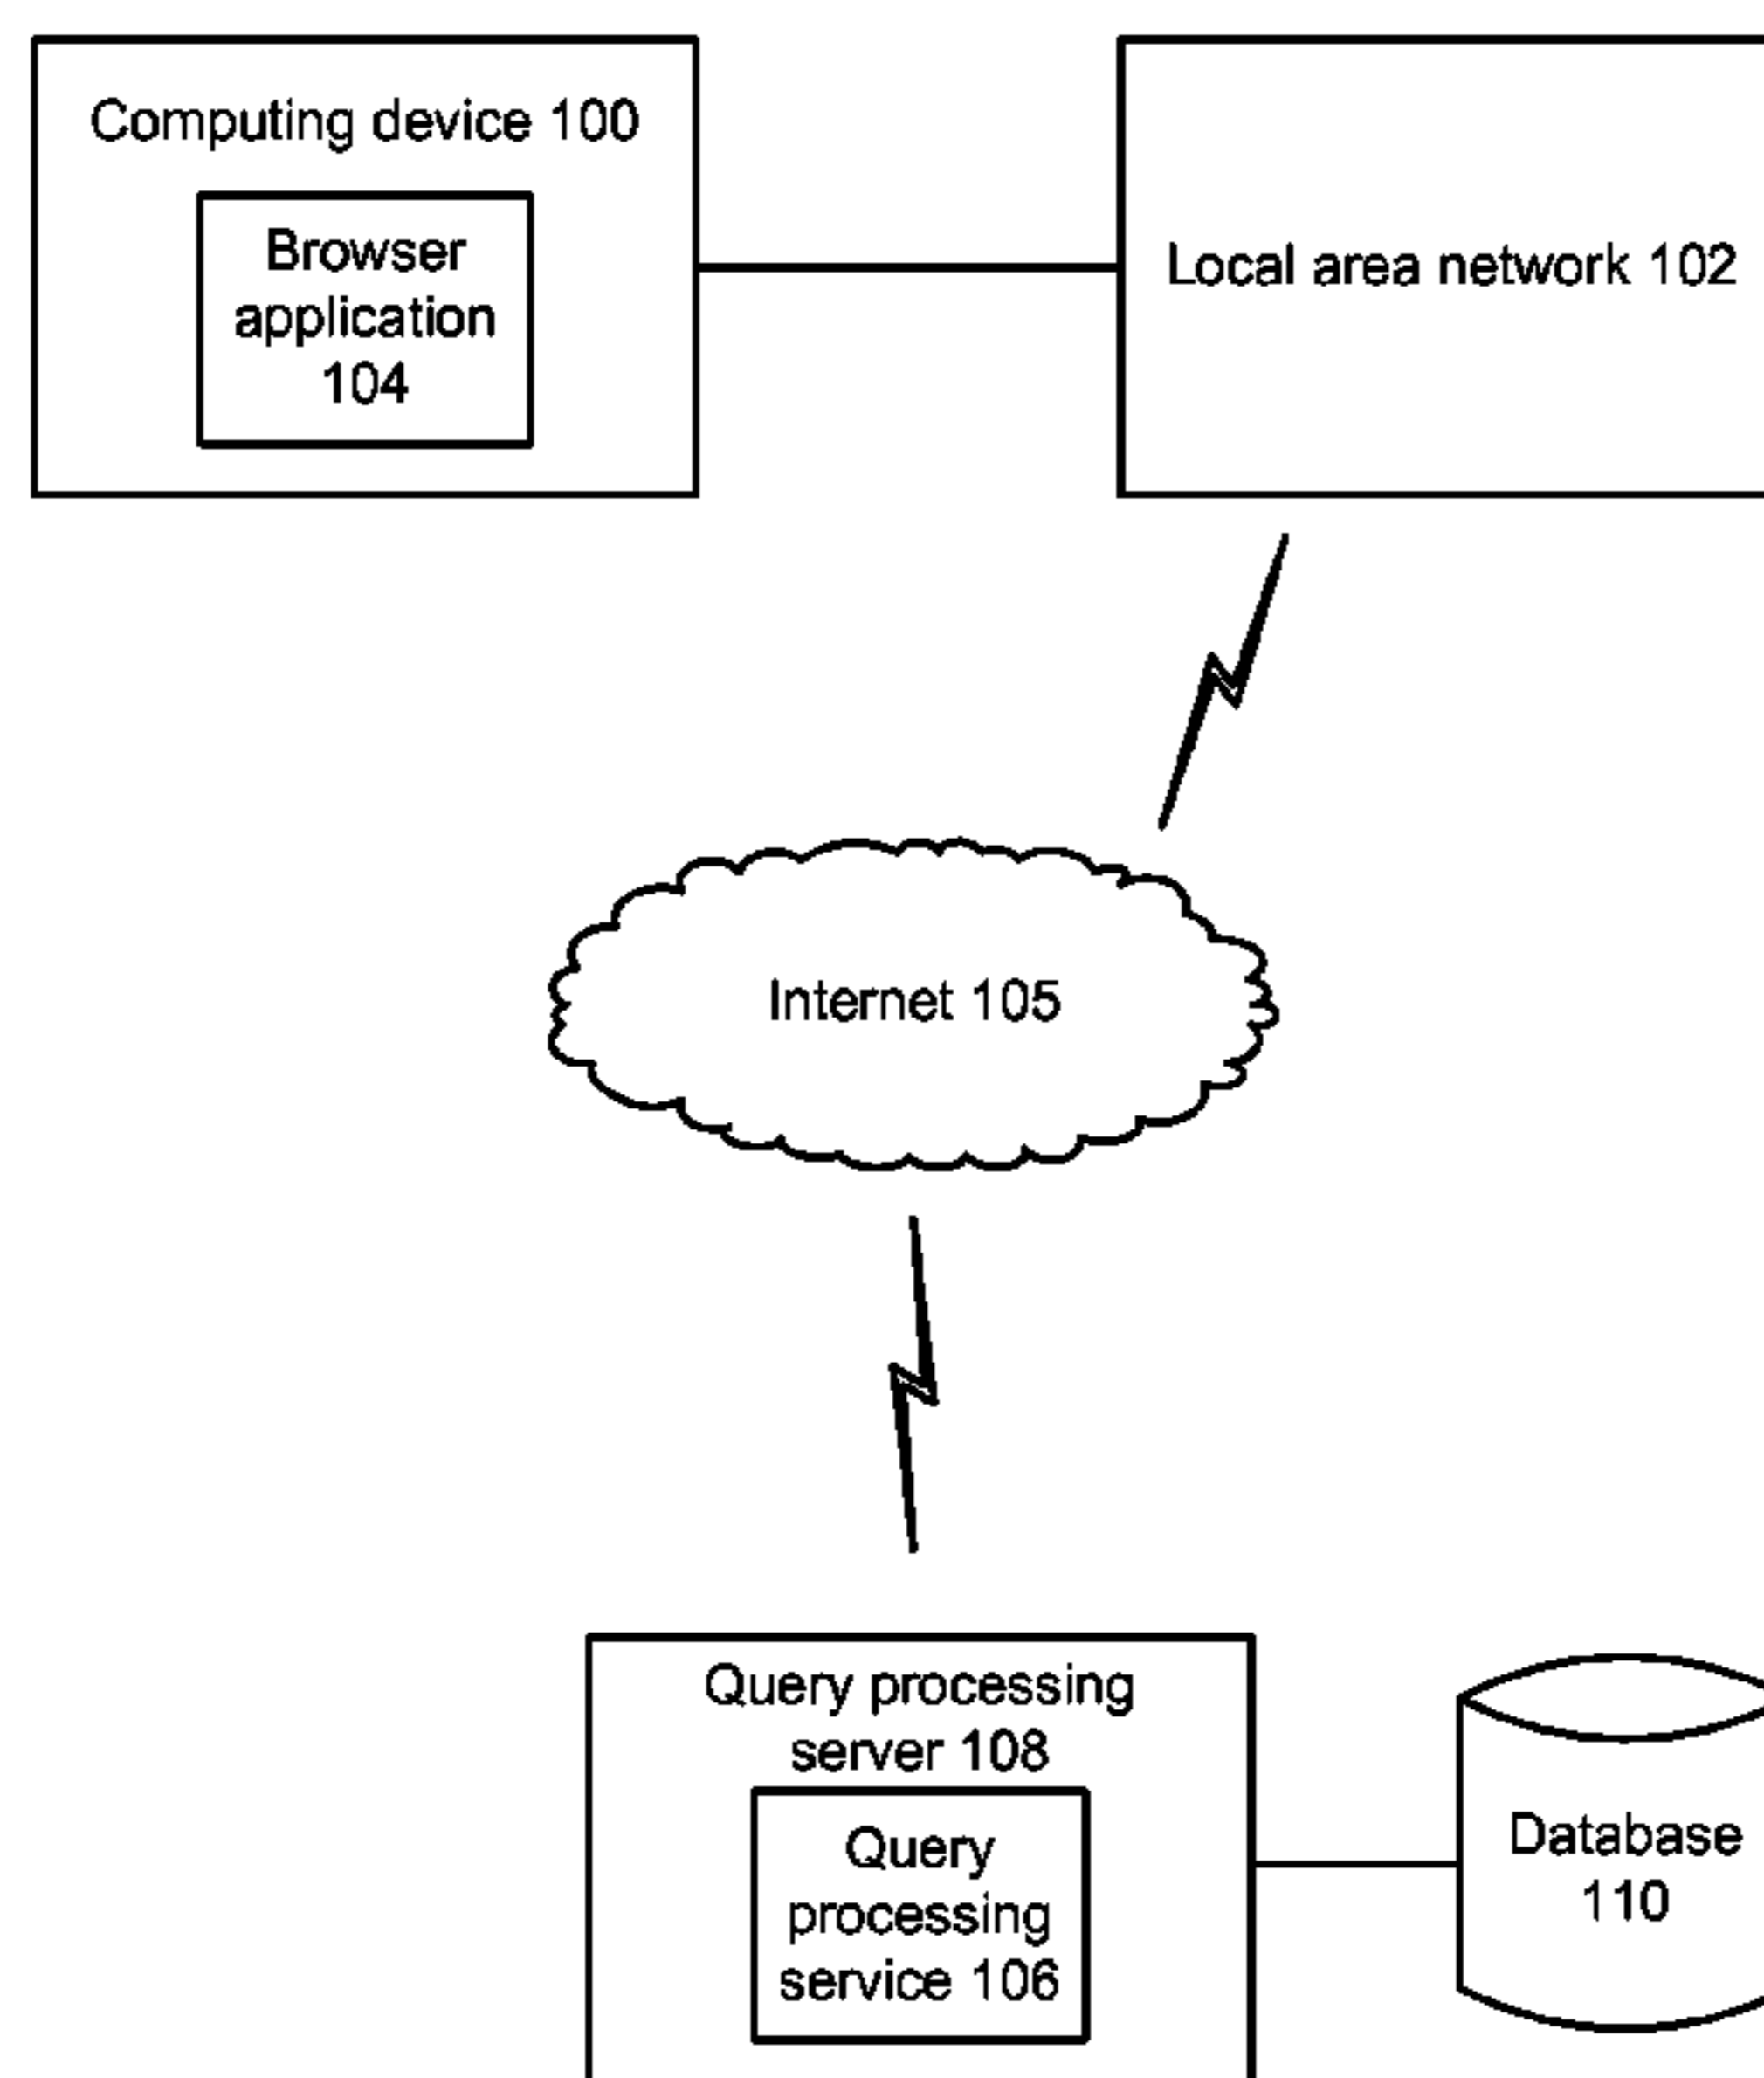 Computing device 100
Browser
application
104
Local area network 102
Internet 105
Query processing
server 108
Query
processing
service 106
Database
110